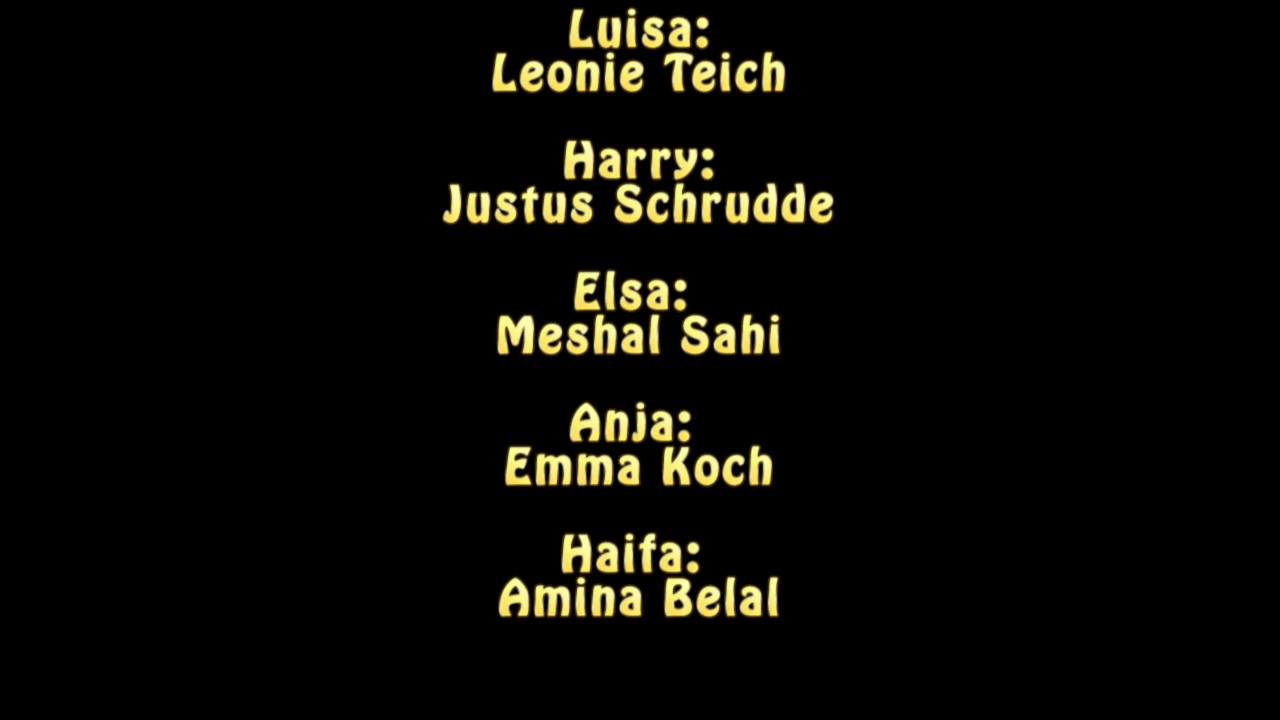 Luisa:
Leonie Teich
Harry:
Justus Schrudde
Elsa:
Meshal Sahi
Anja:
Emma Koch
Haifa:
Amina Belal